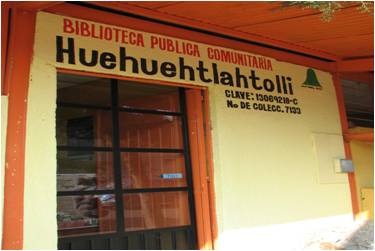 BIBLIOTECA PUBLICA COMUNITARIA
Huehuehtlahtolli
CLAVE: 13069218-C
No DE COLECC. 7133